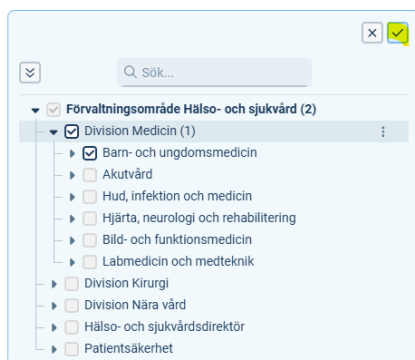 Sök...
Förvaltningsområde Hälso- och sjukvård (2)
Division Medicin (1)
Barn- och ungdomsmedicin
Akutvård
Hud, infektion och medicin
Hjärta, neurologi och rehabilitering
Bild- och funktionsmedicin
Labmedicin och medteknik
Division Kirurgi
Division Nära vård
Hälso- och sjukvårdsdirektör
Patientsäkerhet